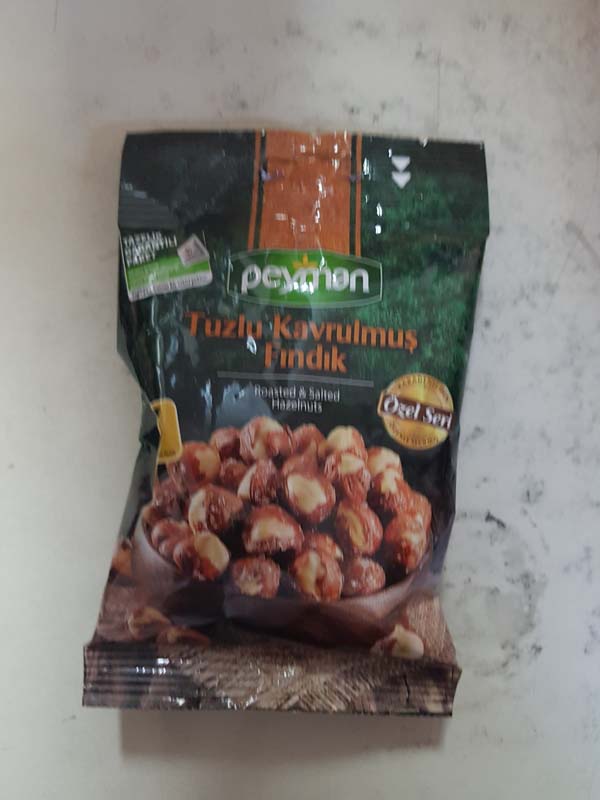 peyman
Tuzlu Kavrulmuş
Fındık
Roasted & Salted
Hazelnuts
Özel Seri